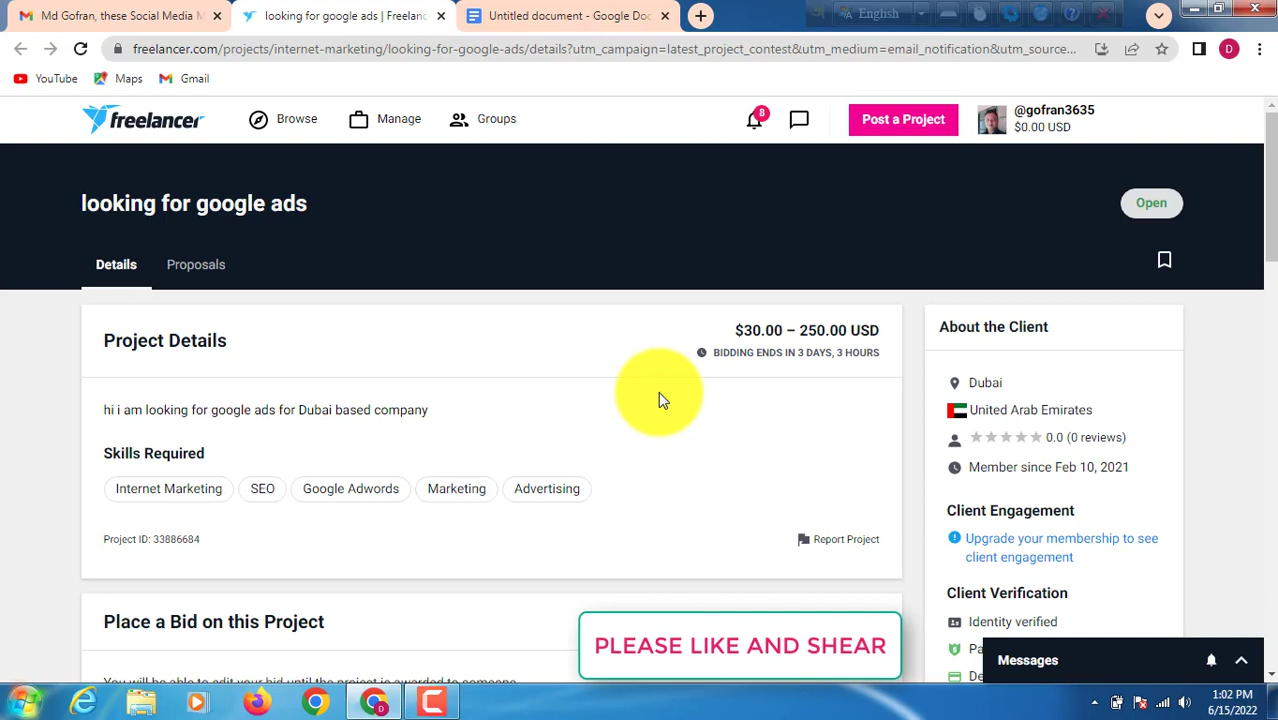 Md Gofran, these Social Media M
looking for google ads | Freelanc
Untitled document - Google Doc
English
freelancer.com/projects/internet-marketing/looking-for-google-ads/details?utm_campaign=latest_project_contest&utm_medium=email_notification&utm_source...
D
YouTube
Maps
Gmail
freelancer
Browse
Manage
Groups
8
Post a Project
@gofran3635
$0.00 USD
looking for google ads
Open
Details
Proposals
Project Details
$30.00 – 250.00 USD
BIDDING ENDS IN 3 DAYS, 3 HOURS
hi i am looking for google ads for Dubai based company
Skills Required
Internet Marketing
SEO
Google Adwords
Marketing
Advertising
Project ID: 33886684
Report Project
About the Client
Dubai
United Arab Emirates
0.0 (0 reviews)
Member since Feb 10, 2021
Client Engagement
Upgrade your membership to see
client engagement
Client Verification
Identity verified
Place a Bid on this Project
PLEASE LIKE AND SHEAR
Messages
1:02 PM
6/15/2022